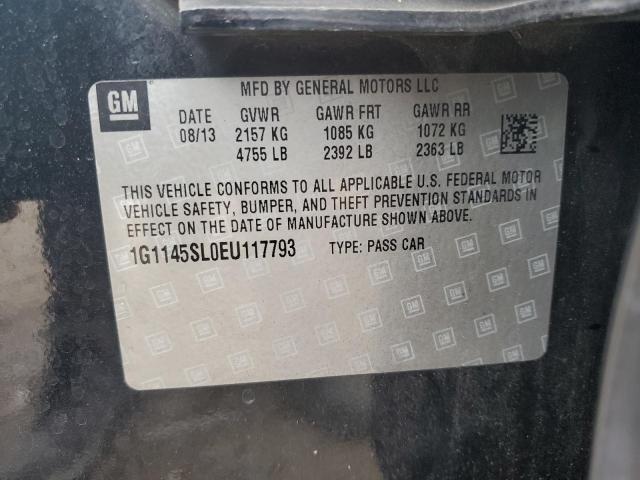 GM
MFD BY GENERAL MOTORS LLC
DATE GVWR GAWR FRT GAWR RR
08/13 2157 KG 1085 KG 1072 KG
4755 LB 2392 LB 2363 LB
THIS VEHICLE CONFORMS TO ALL APPLICABLE U.S. FEDERAL MOTOR
VEHICLE SAFETY, BUMPER, AND THEFT PREVENTION STANDARDS IN
EFFECT ON THE DATE OF MANUFACTURE SHOWN ABOVE.
1G1145SL0EU117793 TYPE: PASS CAR